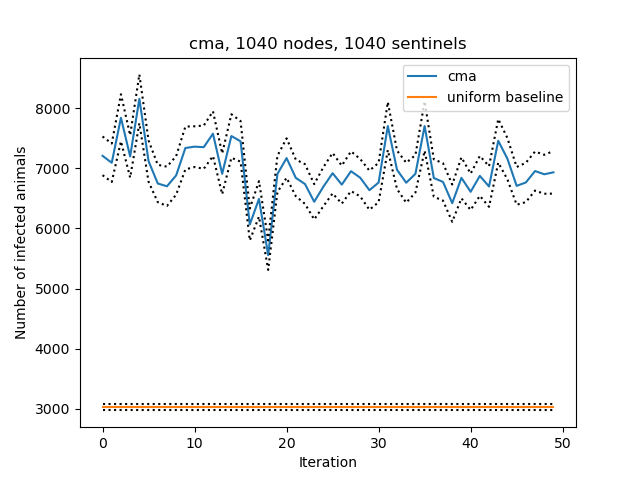 cma, 1040 nodes, 1040 sentinels
cma
uniform baseline
Number of infected animals
8000
7000
6000
5000
4000
3000
0 10 20 30 40 50
Iteration